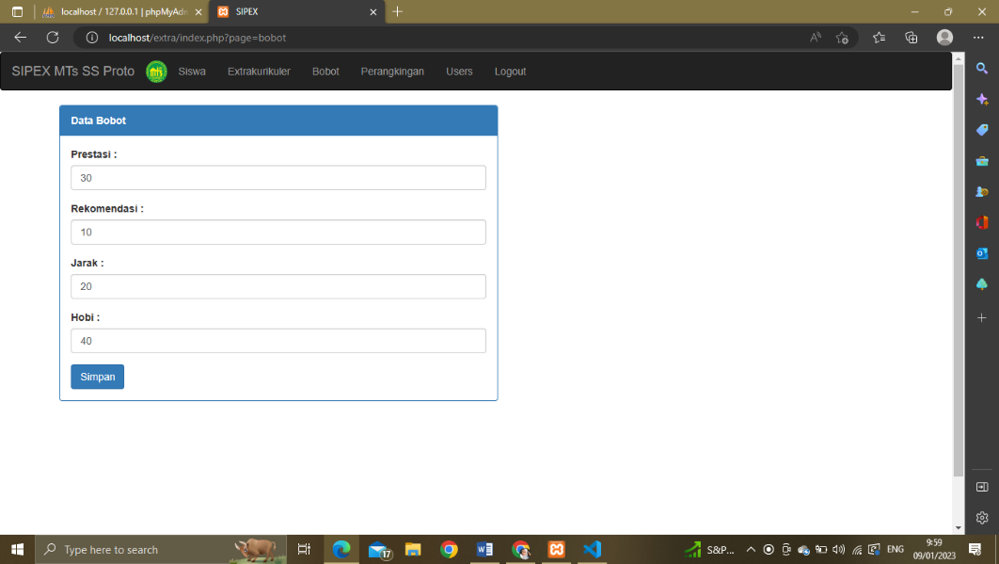 localhost / 127.0.0.1 | phpMyAdn
SIPEX
localhost/extra/index.php?page=bobot
SIPEX MTs SS Proto
Siswa
Extrakurikuler
Bobot
Perangkingan
Users
Logout
Data Bobot
Prestasi :
30
Rekomendasi :
10
Jarak :
20
Hobi :
40
Simpan
Type here to search
17
S&P...
ENG
9:59
09/01/2023